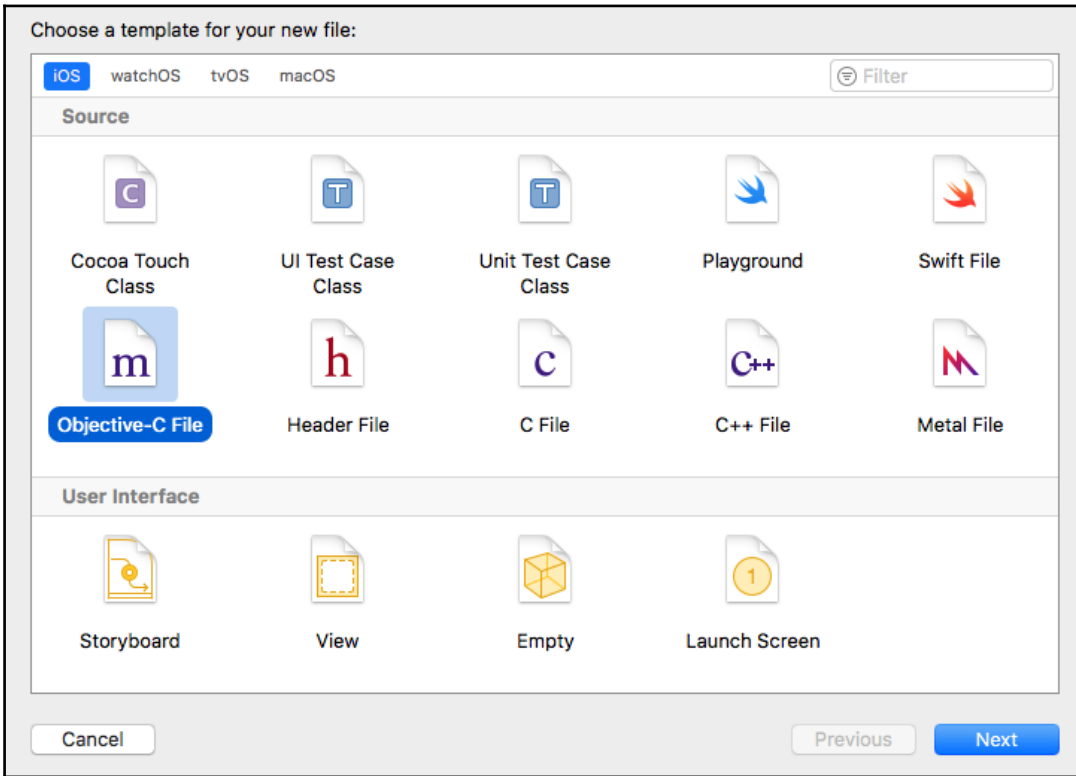 Choose a template for your new file:
iOS watchOS tvOS macOS Filter
Source
C T T
Cocoa Touch Class UI Test Case Class Unit Test Case Class Playground Swift File
m h c C++
Objective-C File Header File C File C++ File Metal File
User Interface
1
Storyboard View Empty Launch Screen
Cancel Previous Next